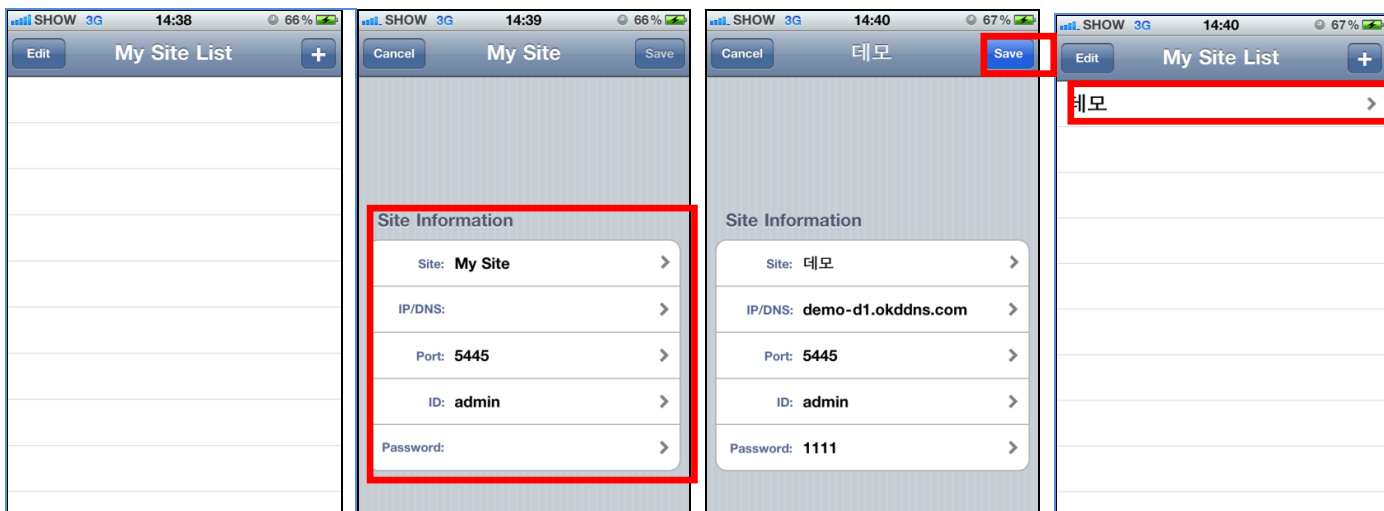 SHOW 3G 14:38 66%
Edit My Site List +
SHOW 3G 14:39 66%
Cancel My Site Save
Site Information
Site: My Site
IP/DNS:
Port: 5445
ID: admin
Password:
SHOW 3G 14:40 67%
Cancel 데모 Save
Site Information
Site: 데모
IP/DNS: demo-d1.okddns.com
Port: 5445
ID: admin
Password: 1111
SHOW 3G 14:40 67%
Edit My Site List +
데모